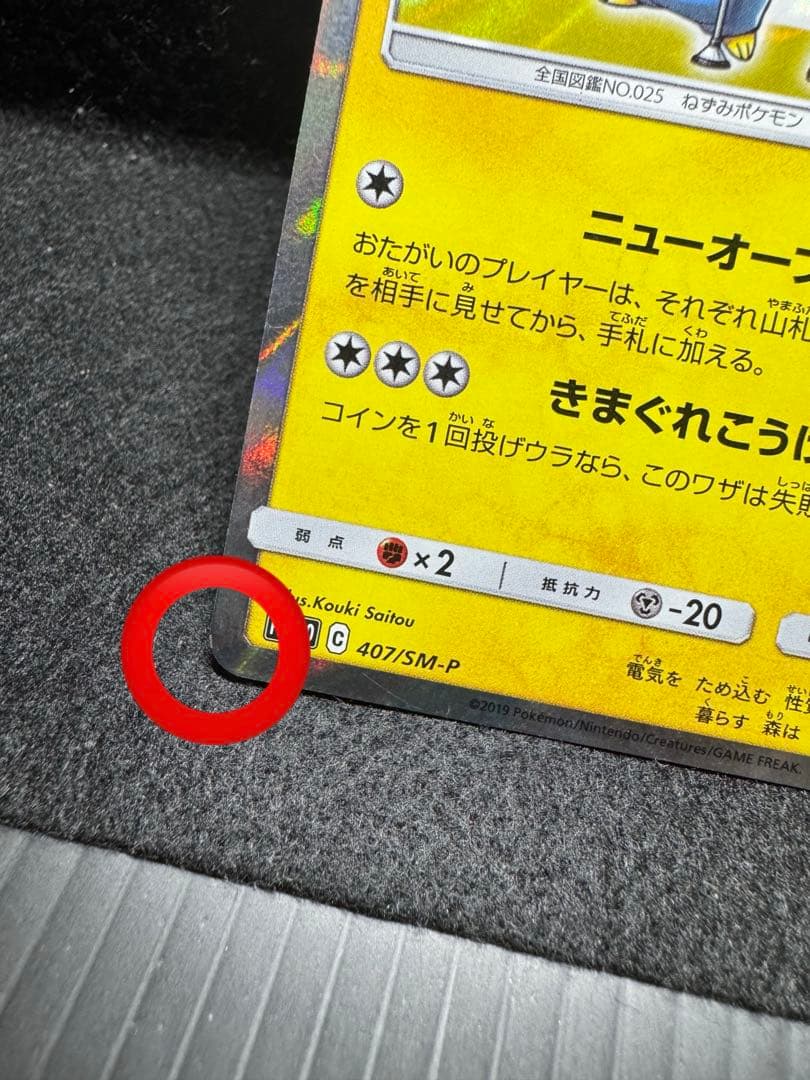 全国図鑑NO.025 ねずみポケモン
ニューオー
おたがいのプレイヤーは、それぞれ山札
を相手に見せてから、手札に加える。
きまぐれこう
コインを1回投げウラなら、このワザは失敗
弱点 ×2 抵抗力 -20
us.Kouki Saitou
C 407/SM-P
電気を ため込む 性質
暮らす 森は
©2019 Pokémon/Nintendo/Creatures/GAME FREAK